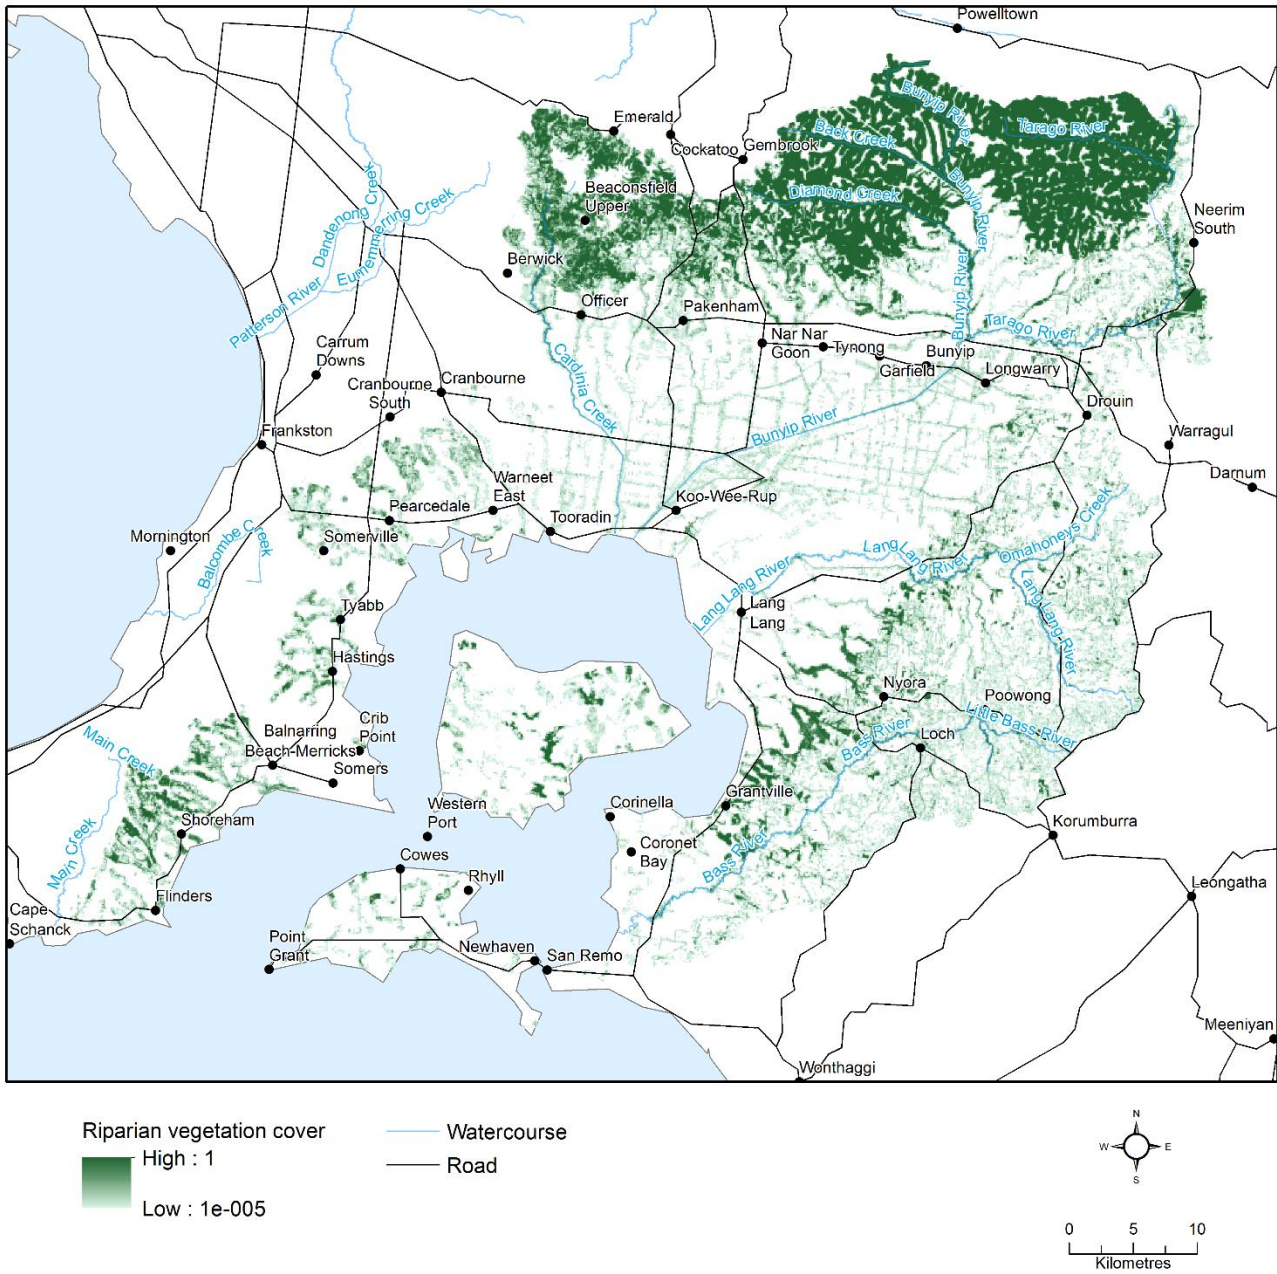 Powelltown
Emerald
Cockatoo
Gembrook
Bunyip River
Back Creek
Tarago River
Diamond Creek
Bunyip River
Beaconsfield
Upper
Dandenong Creek
Eumemmerring Creek
Neerim
South
Berwick
Patterson River
Officer
Pakenham
Bunyip River
Tarago River
Carrum
Downs
Nar Nar
Goon
Tynong
Garfield
Bunyip
Longwarry
Cranbourne
South
Cranbourne
Cardinia Creek
Drouin
Frankston
Bunyip River
Warragul
Darnum
Warneet
East
Koo-Wee-Rup
Pearcedale
Tooradin
Mornington
Balcombe Creek
Somerville
Lang Lang River
Omahoneys Creek
Lang Lang River
Lang Lang River
Tyabb
Lang
Lang
Hastings
Nyora
Poowong
Little Bass River
Bass River
Loch
Main Creek
Balnarring
Beach-Merricks
Crib
Point
Somers
Western
Port
Corinella
Grantville
Shoreham
Main Creek
Coronet
Bay
Bass River
Korumburra
Cowes
Rhyll
Leongatha
Flinders
Cape
Schanck
Point
Grant
Newhaven
San Remo
Meeniyan
Wonthaggi
Riparian vegetation cover
High : 1
Low : 1e-005
Watercourse
Road
N
W
E
S
0 5 10
Kilometres